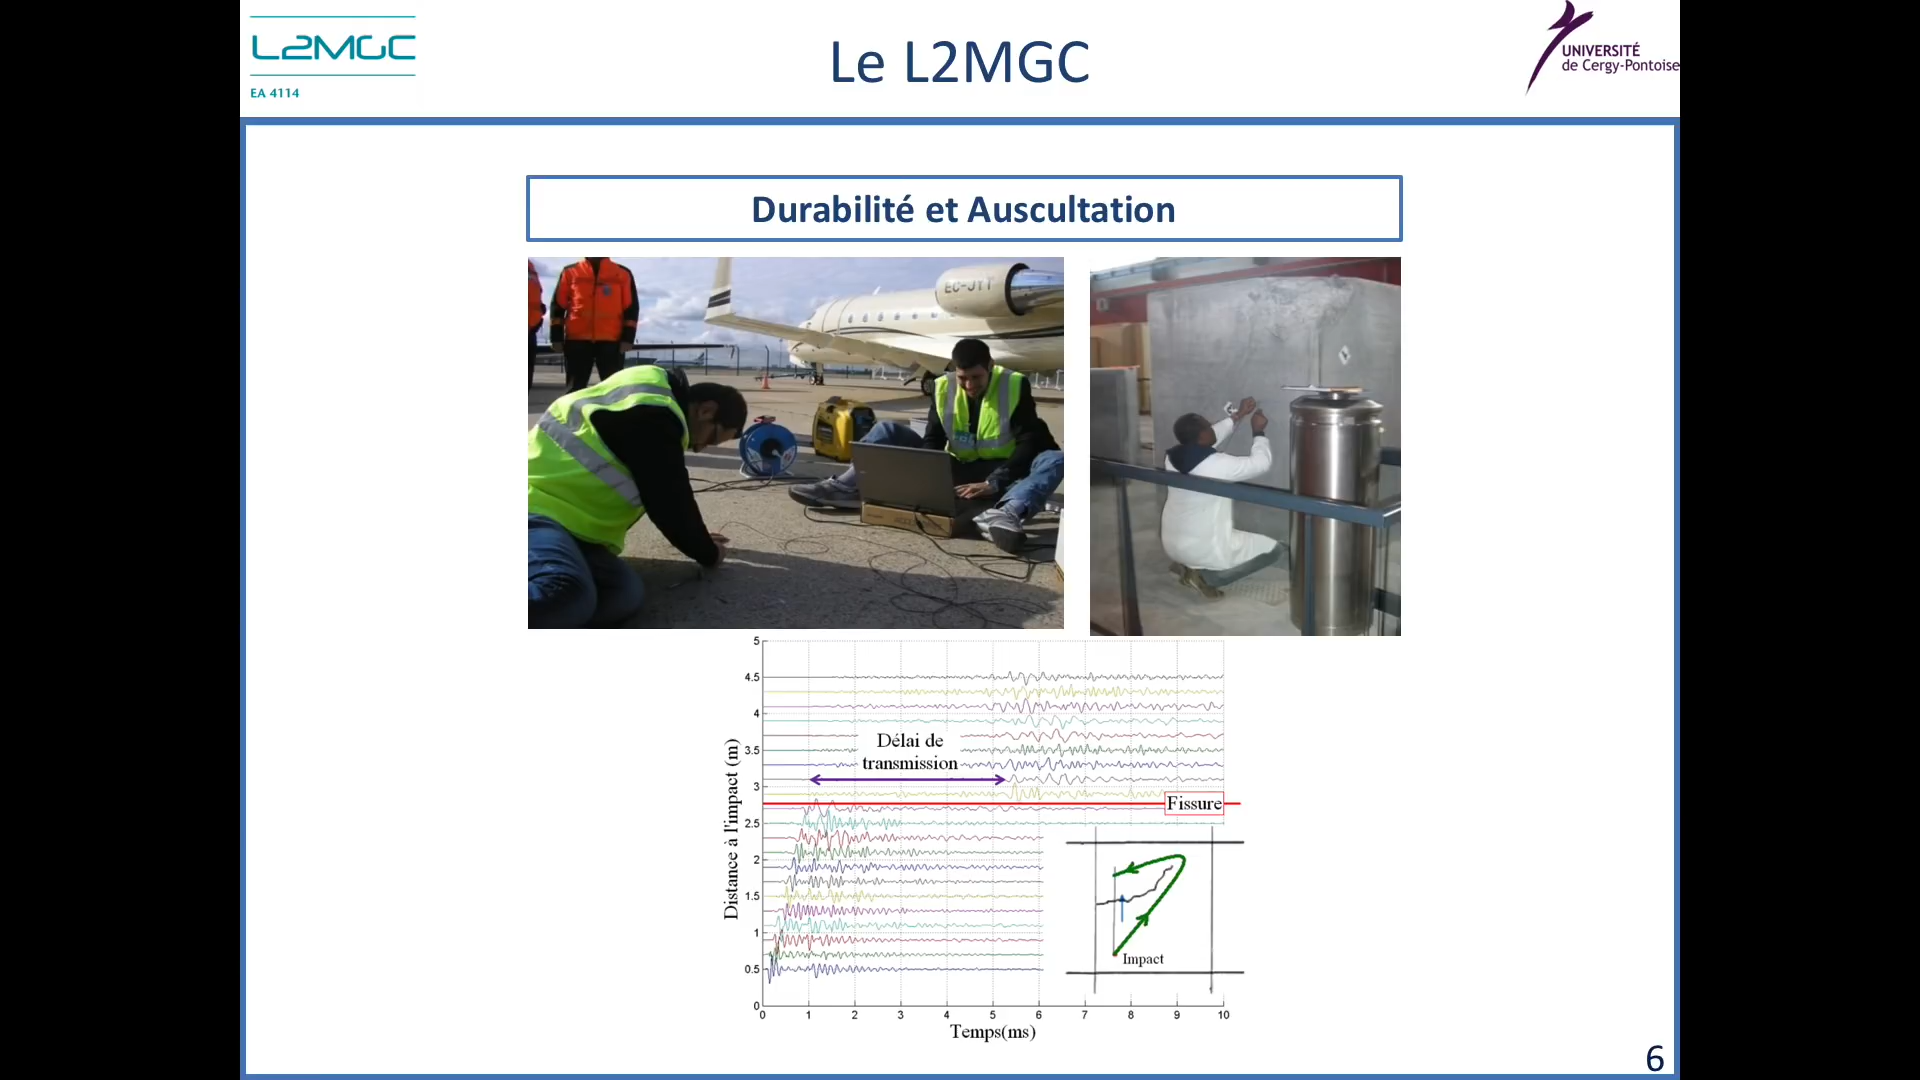 L2MGC
EA 4114
Le L2MGC
UNIVERSITÉ
de Cergy-Pontoise
Durabilité et Auscultation
EC-JYT
5
4.5
4
3.5
3
2.5
2
1.5
1
0.5
0
Distance à l'impact (m)
Délai de
transmission
Fissure
Impact
0 1 2 3 4 5 6 7 8 9 10
Temps(ms)
6